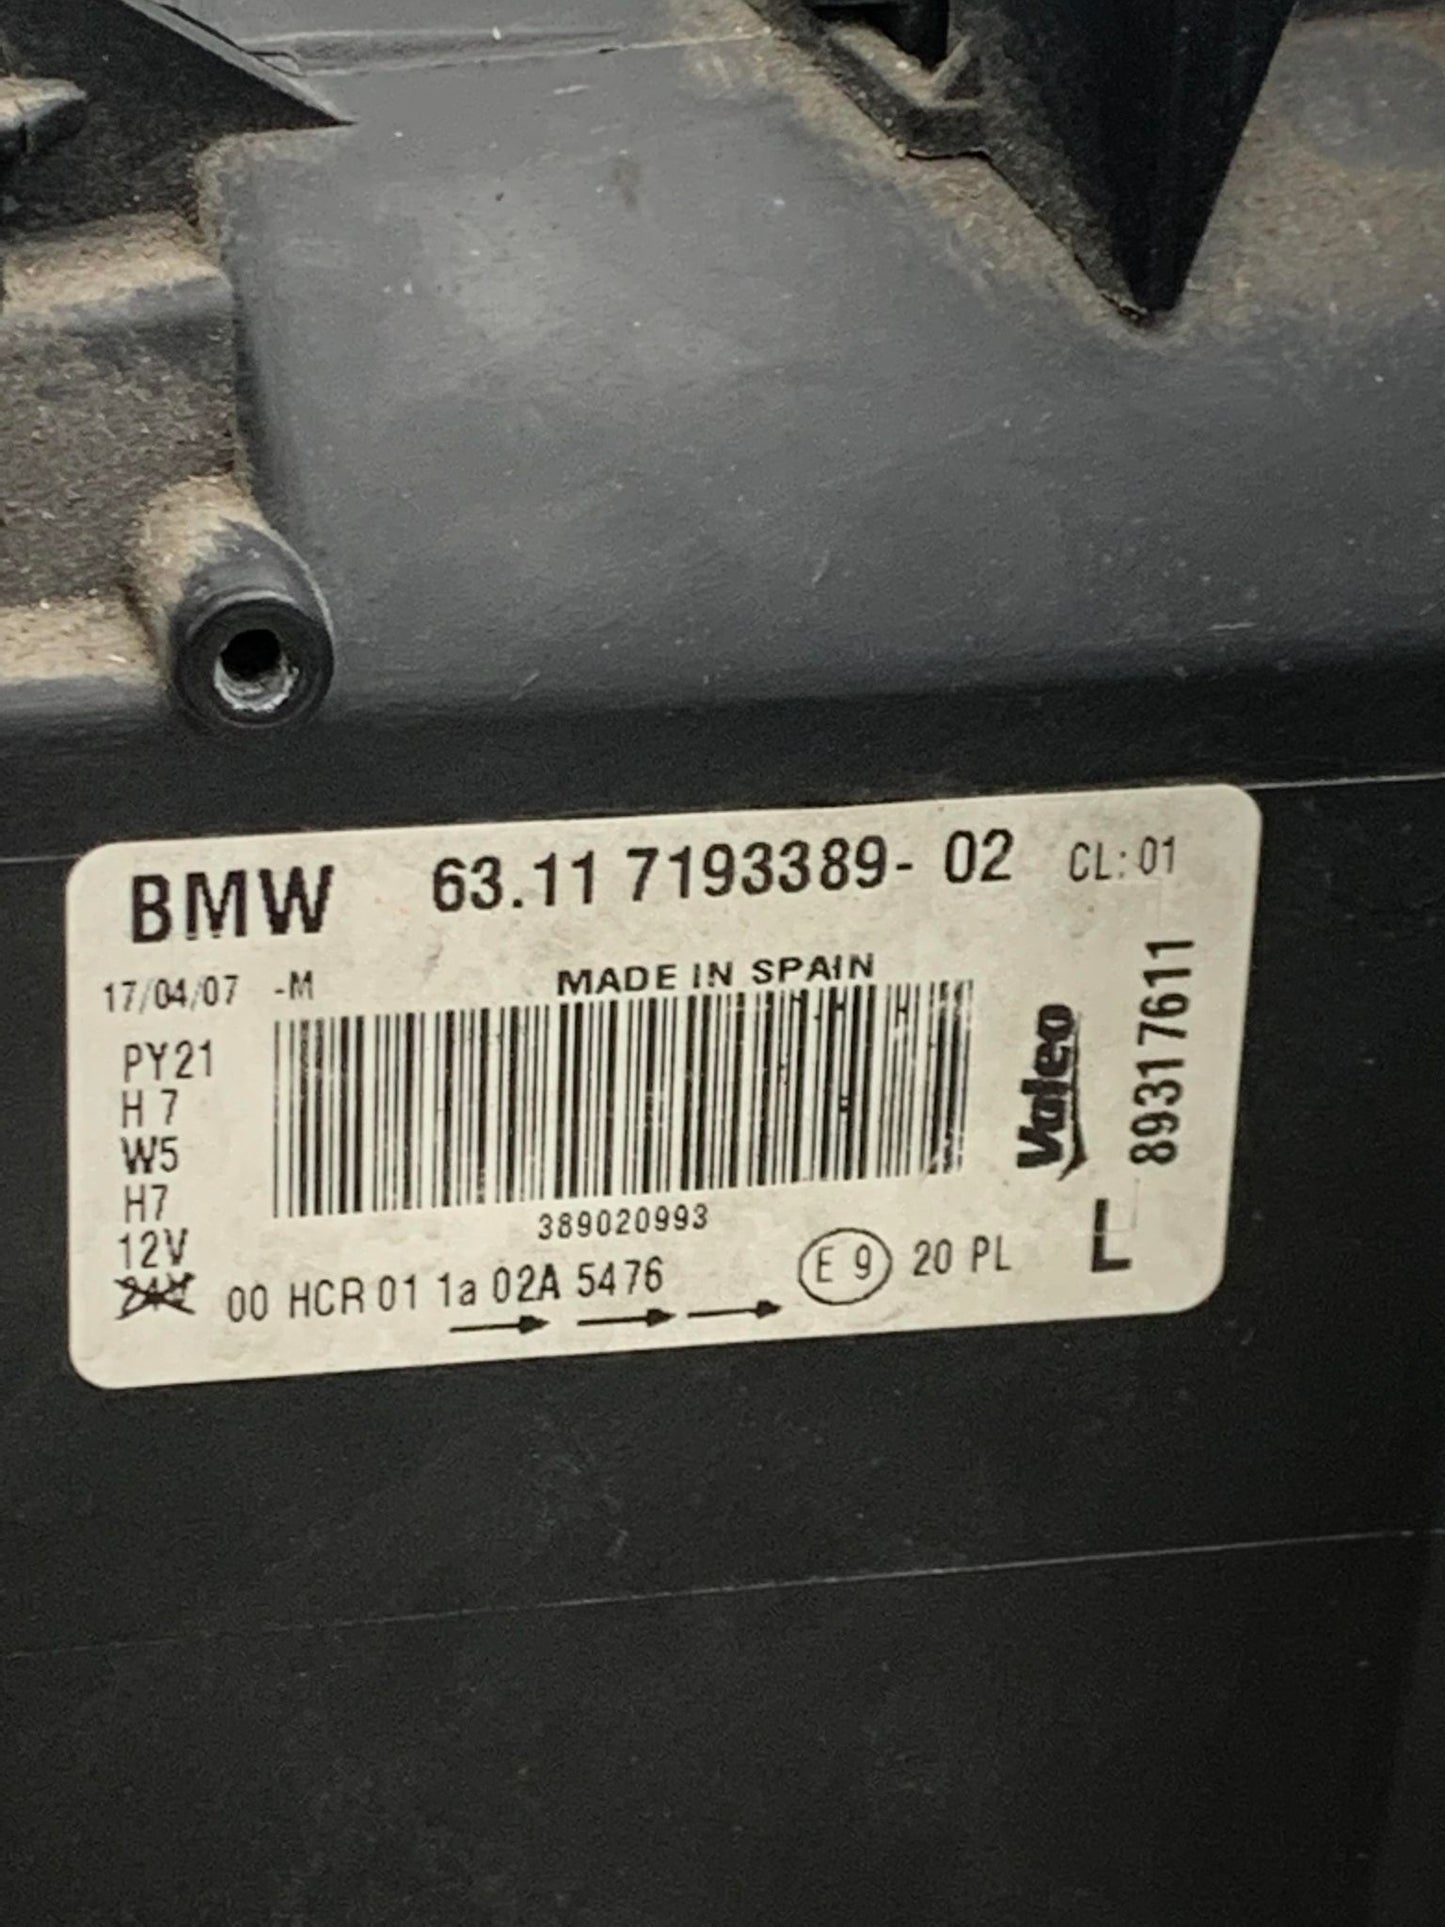 BMW 63.11 7193389- 02 CL: 01
17/04/07 -M MADE IN SPAIN
PY21
H7
W5
H7
12V
24V
389020993
00 HCR 01 1a 02A 5476
E 9 20 PL
Valeo
89317611
L